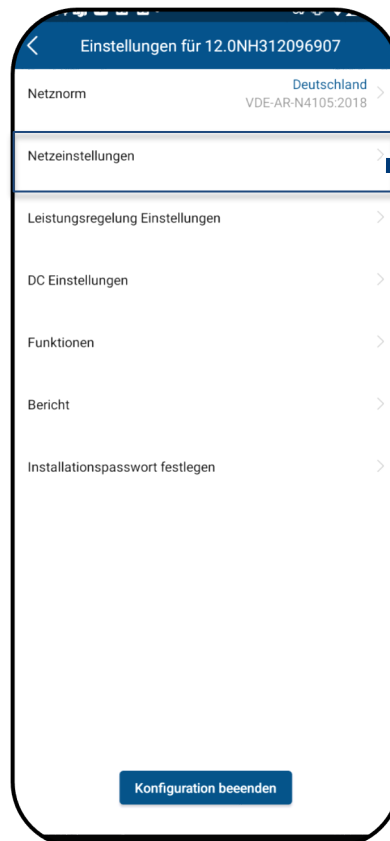 Einstellungen für 12.0NH312096907
Netznorm
Deutschland
VDE-AR-N4105:2018
Netzeinstellungen
Leistungsregelung Einstellungen
DC Einstellungen
Funktionen
Bericht
Installationspasswort festlegen
Konfiguration beeenden